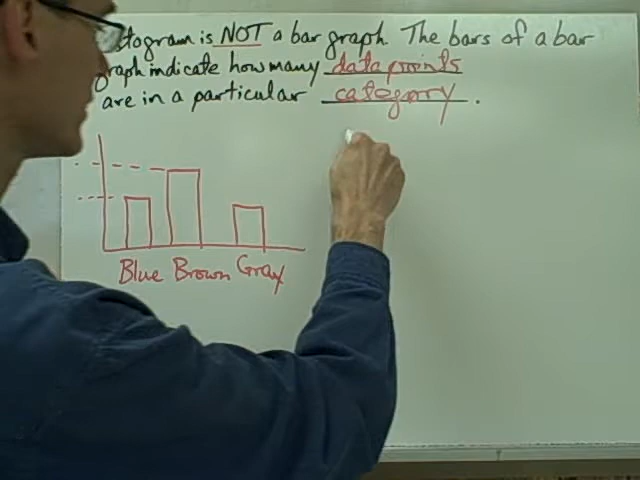 togram is NOT a bar graph. The bars of a bar
graph indicate how many data points
are in a particular category.
Blue Brown Gray